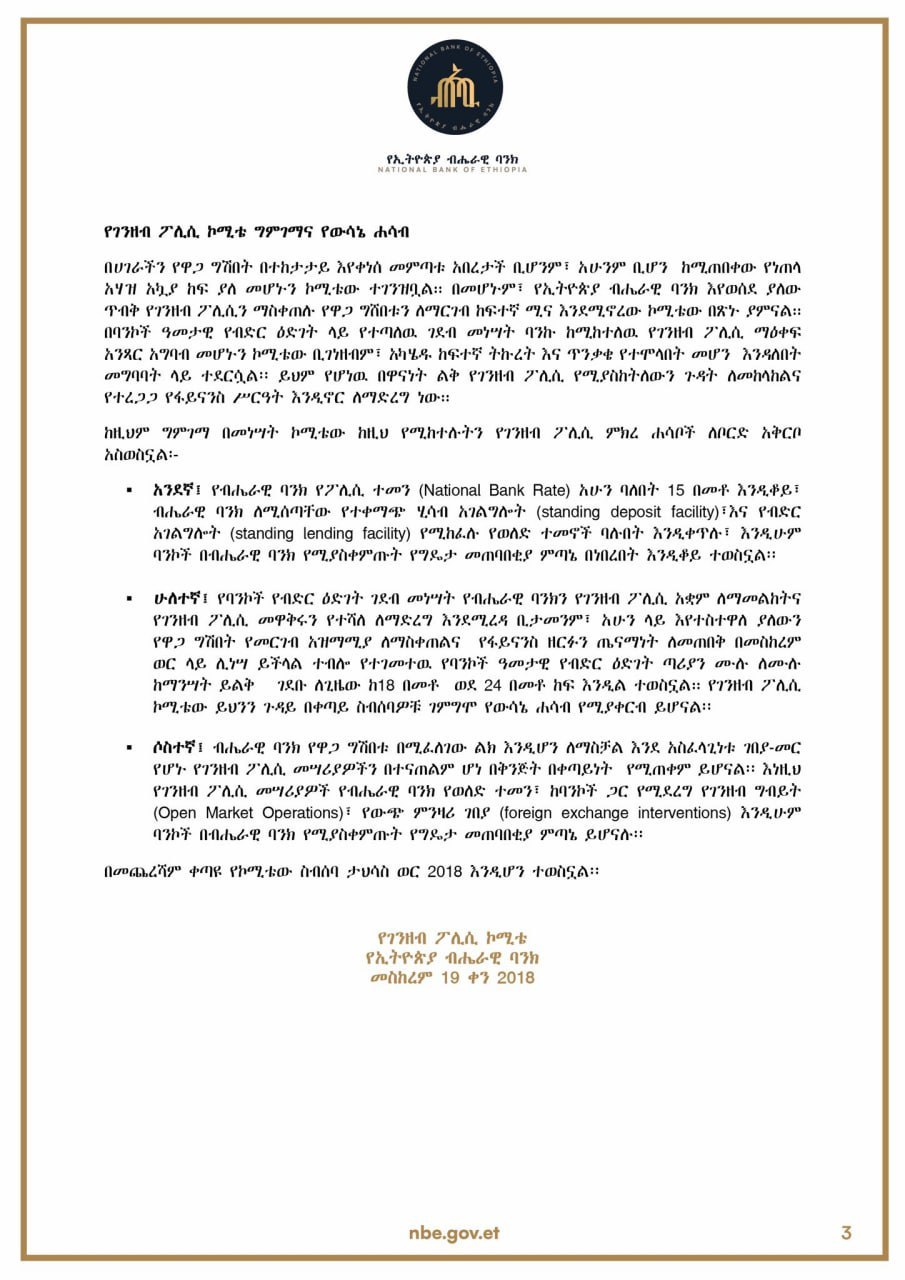 NATIONAL BANK OF ETHIOPIA
የኢትዮጵያ ብሔራዊ ባንክ
የኢትዮጵያ ብሔራዊ ባንክ
NATIONAL BANK OF ETHIOPIA
የገንዘብ ፖሊሲ ኮሚቴ ግምገማና የውሳኔ ሐሳብ
በሀገራችን የዋጋ ግሽበት በተከታታይ እየቀነሰ መምጣቱ አበረታች ቢሆንም፣ አሁንም ቢሆን ከሚጠበቀው የነጠላ
አሃዝ አኳያ ከፍ ያለ መሆኑን ኮሚቴው ተገንዝቧል፡፡ በመሆኑም፣ የኢትዮጵያ ብሔራዊ ባንክ እየወሰደ ያለው
ጥብቅ የገንዘብ ፖሊሲን ማስቀጠሉ የዋጋ ግሽበቱን ለማርገብ ከፍተኛ ሚና እንደሚኖረው ኮሚቴው በጽኑ ያምናል፡፡
በባንኮች ዓመታዊ የብድር ዕድገት ላይ የተጣለዉ ገደብ መነሣት ባንኩ ከሚከተለዉ የገንዘብ ፖሊሲ ማዕቀፍ
አንጻር አግባብ መሆኑን ኮሚቴው ቢገነዘብም፣ አካሄዱ ከፍተኛ ትኩረት እና ጥንቃቄ የተሞላበት መሆን እንዳለበት
መግባባት ላይ ተደርሷል፡፡ ይህም የሆነዉ በዋናነት ልቅ የገንዘብ ፖሊሲ የሚያስከትለውን ጉዳት ለመከላከልና
የተረጋጋ የፋይናንስ ሥርዓት እንዲኖር ለማድረግ ነው፡፡
ከዚህም ግምገማ በመነሣት ኮሚቴው ከዚህ የሚከተሉትን የገንዘብ ፖሊሲ ምክረ ሐሳቦች ለቦርድ አቅርቦ
አስወስኗል፡-
▪ አንደኛ፤ የብሔራዊ ባንክ የፖሊሲ ተመን (National Bank Rate) አሁን ባለበት 15 በመቶ እንዲቆይ፣
ብሔራዊ ባንክ ለሚሰጣቸው የተቀማጭ ሂሳብ አገልግሎት (standing deposit facility)፣እና የብድር
አገልግሎት (standing lending facility) የሚከፈሉ የወለድ ተመኖች ባሉበት እንዲቀጥሉ፣ እንዲሁም
ባንኮች በብሔራዊ ባንክ የሚያስቀምጡት የግዴታ መጠባበቂያ ምጣኔ በነበረበት እንዲቆይ ተወስኗል፡፡
▪ ሁለተኛ፤ የባንኮች የብድር ዕድገት ገደብ መነሣት የብሔራዊ ባንክን የገንዘብ ፖሊሲ አቋም ለማመልከትና
የገንዘብ ፖሊሲ መዋቅሩን የተሻለ ለማድረግ እንደሚረዳ ቢታመንም፣ አሁን ላይ እየተስተዋለ ያለውን
የዋጋ ግሽበት የመርገብ አዝማሚያ ለማስቀጠልና የፋይናንስ ዘርፉን ጤናማነት ለመጠበቅ በመስከረም
ወር ላይ ሊነሣ ይችላል ተብሎ የተገመተዉ የባንኮች ዓመታዊ የብድር ዕድገት ጣሪያን ሙሉ ለሙሉ
ከማንሣት ይልቅ ገደቡ ለጊዜው ከ18 በመቶ ወደ 24 በመቶ ከፍ እንዲል ተወስኗል፡፡ የገንዘብ ፖሊሲ
ኮሚቴው ይህንን ጉዳይ በቀጣይ ስብሰባዎቹ ገምግሞ የውሳኔ ሐሳብ የሚያቀርብ ይሆናል፡፡
▪ ሶስተኛ፤ ብሔራዊ ባንክ የዋጋ ግሽበቱ በሚፈለገው ልክ እንዲሆን ለማስቻል እንደ አስፈላጊነቱ ገበያ-መር
የሆኑ የገንዘብ ፖሊሲ መሣሪያዎችን በተናጠልም ሆነ በቅንጅት በቀጣይነት የሚጠቀም ይሆናል፡፡ እነዚህ
የገንዘብ ፖሊሲ መሣሪያዎች የብሔራዊ ባንክ የወለድ ተመን፣ ከባንኮች ጋር የሚደረግ የገንዘብ ግብይት
(Open Market Operations)፣ የውጭ ምንዛሪ ገበያ (foreign exchange interventions) እንዲሁም
ባንኮች በብሔራዊ ባንክ የሚያስቀምጡት የግዴታ መጠባበቂያ ምጣኔ ይሆናሉ፡፡
በመጨረሻም ቀጣዩ የኮሚቴው ስብሰባ ታህሳስ ወር 2018 እንዲሆን ተወስኗል፡፡
የገንዘብ ፖሊሲ ኮሚቴ
የኢትዮጵያ ብሔራዊ ባንክ
መስከረም 19 ቀን 2018
nbe.gov.et
3